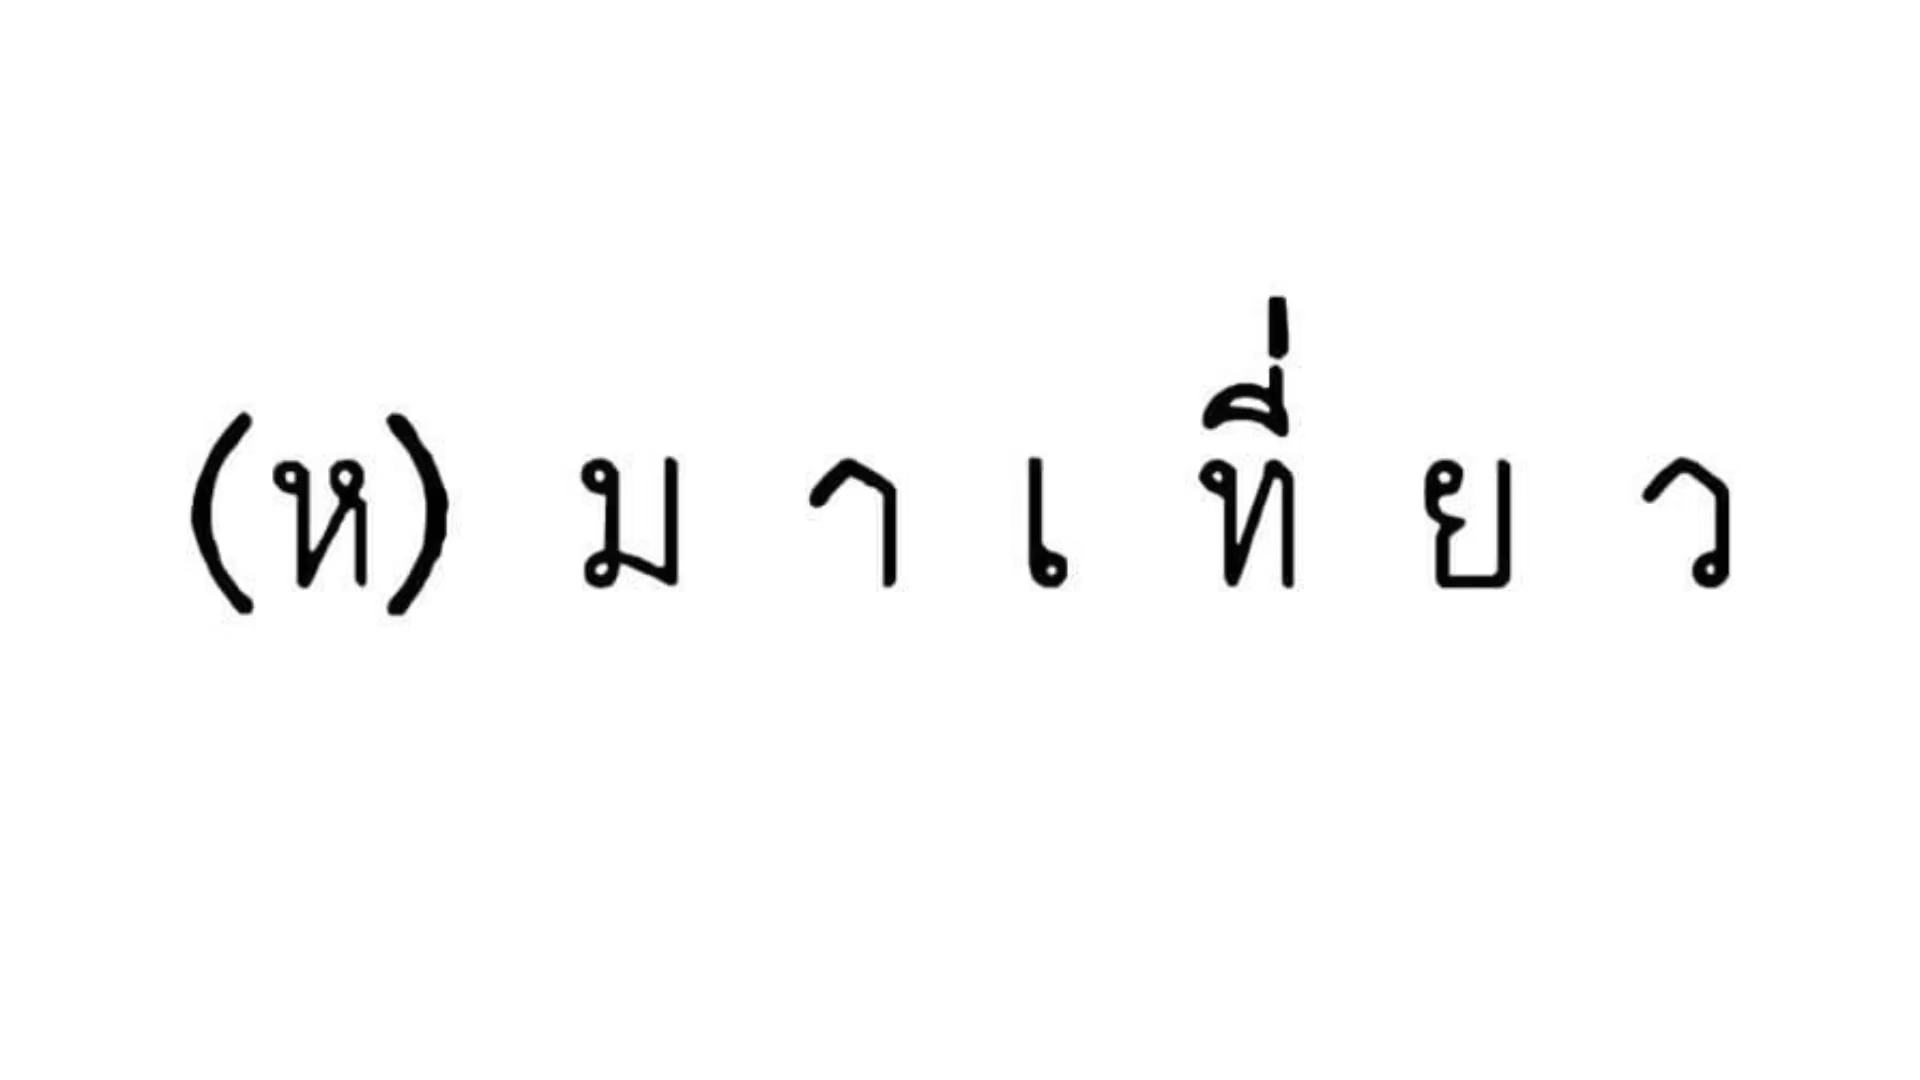 (ห) ม า เ ที่ ย ว